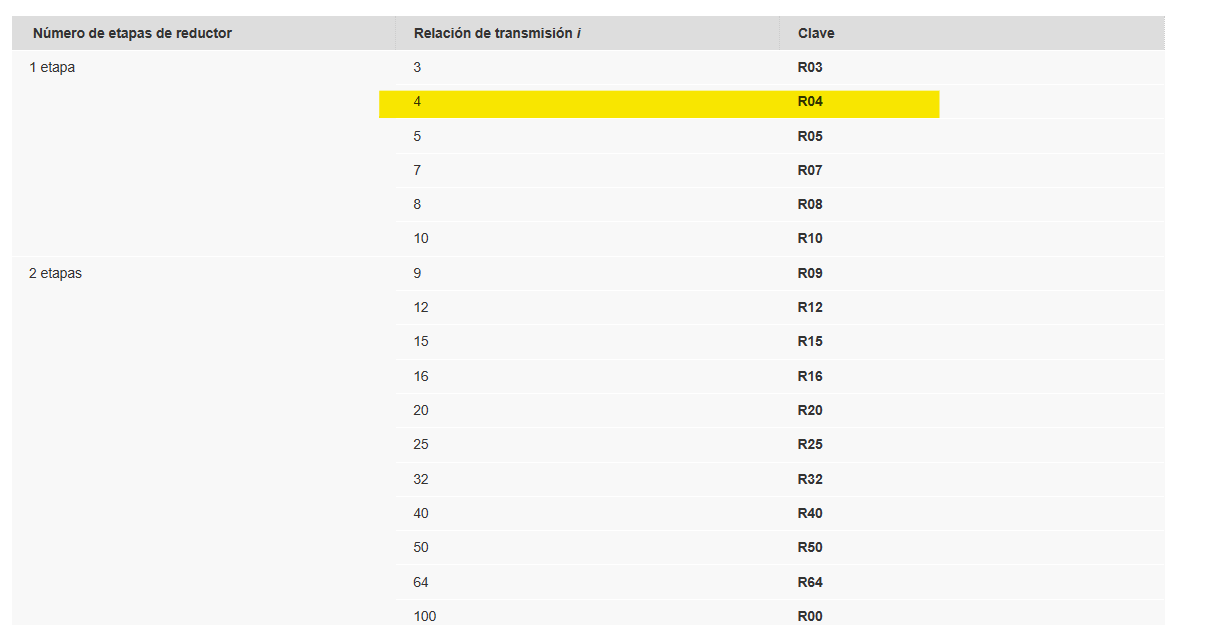 Número de etapas de reductor Relación de transmisión i Clave
1 etapa 3 R03
4 R04
5 R05
7 R07
8 R08
10 R10
2 etapas 9 R09
12 R12
15 R15
16 R16
20 R20
25 R25
32 R32
40 R40
50 R50
64 R64
100 R00